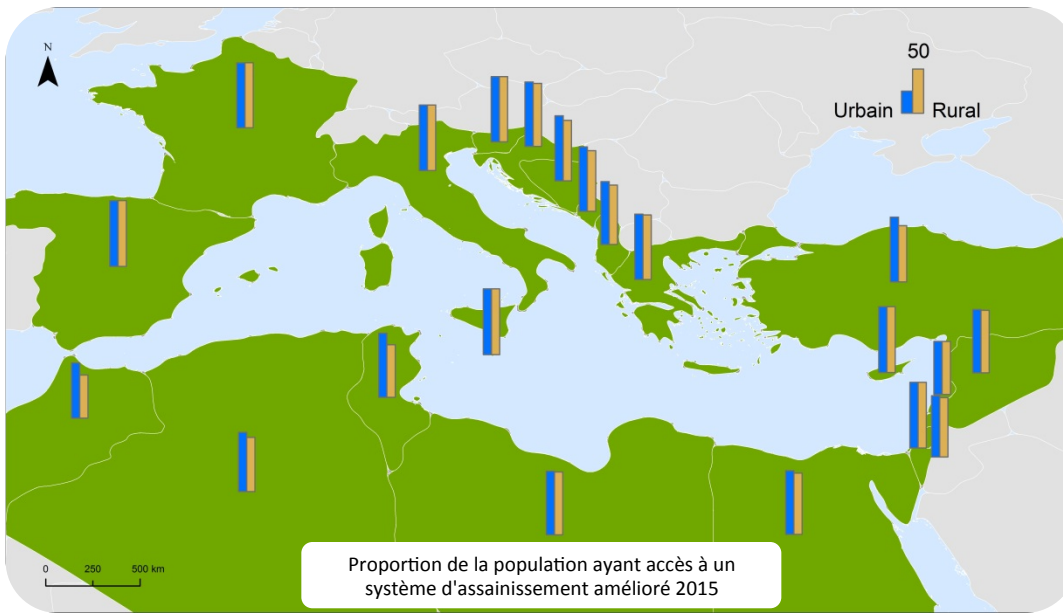 N
50
Urbain Rural
0 250 500 km
Proportion de la population ayant accès à un
système d'assainissement amélioré 2015